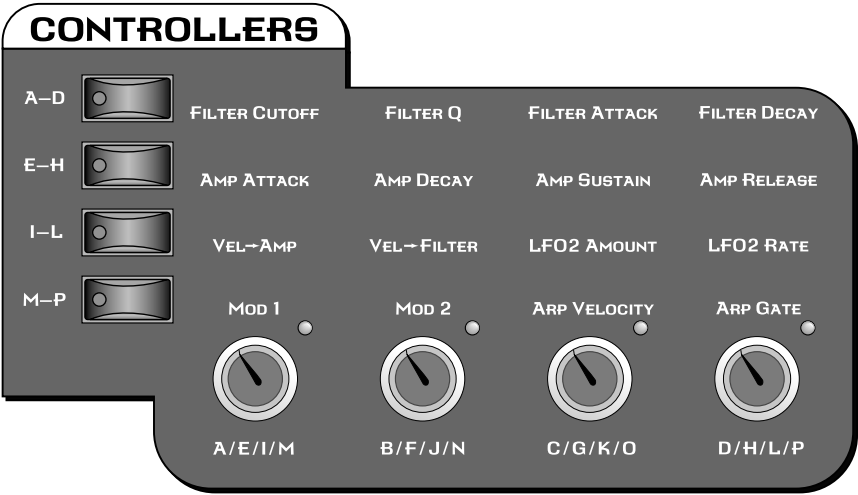 CONTROLLERS
A–D
FILTER CUTOFF FILTER Q FILTER ATTACK FILTER DECAY
E–H
AMP ATTACK AMP DECAY AMP SUSTAIN AMP RELEASE
I–L
VEL→AMP VEL→FILTER LFO2 AMOUNT LFO2 RATE
M–P
MOD 1 MOD 2 ARP VELOCITY ARP GATE
A/E/I/M B/F/J/N C/G/K/O D/H/L/P